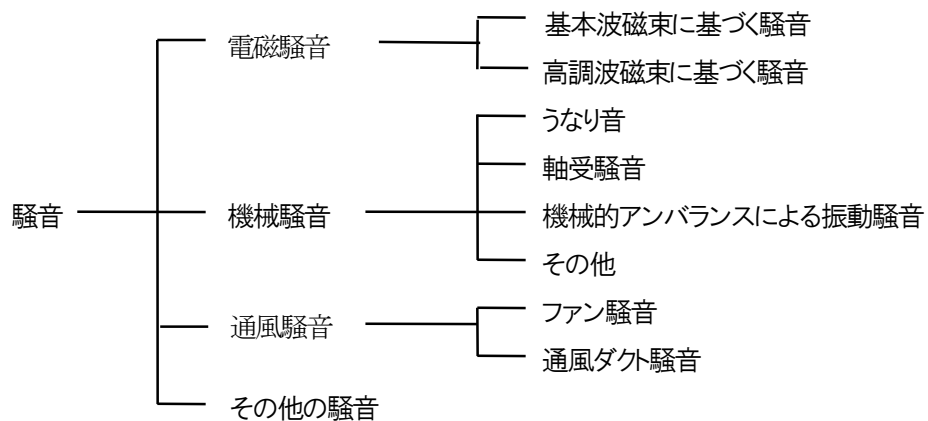 騒音
電磁騒音
基本波磁束に基づく騒音
高調波磁束に基づく騒音
機械騒音
うなり音
軸受騒音
機械的アンバランスによる振動騒音
その他
通風騒音
ファン騒音
通風ダクト騒音
その他の騒音